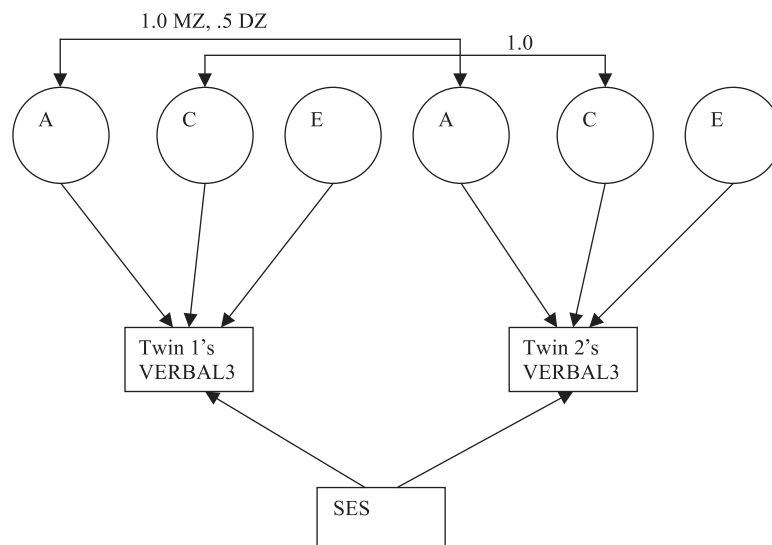 1.0 MZ, .5 DZ
1.0
A
C
E
A
C
E
Twin 1's
VERBAL3
Twin 2's
VERBAL3
SES